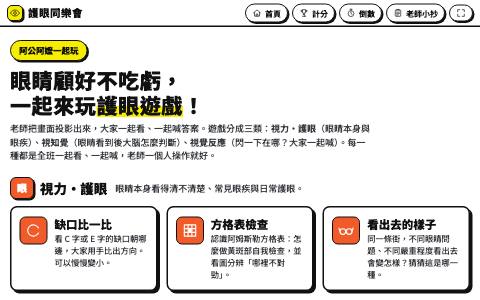 護眼同樂會
首頁
計分
倒數
老師小抄
阿公阿嬤一起玩
眼睛顧好不吃虧，
一起來玩護眼遊戲！
老師把畫面投影出來，大家一起看、一起喊答案。遊戲分成三類：視力・護眼（眼睛本身與
眼疾）、視知覺（眼睛看到後大腦怎麼判斷）、視覺反應（閃一下在哪？大家一起喊）。每一
種都是全班一起看、一起喊，老師一個人操作就好。
眼
視力・護眼
眼睛本身看得清不清楚、常見眼疾與日常護眼。
缺口比一比
看 C 字或 E 字的缺口朝哪
邊，大家用手比出方向。
可以慢慢變小。
方格表檢查
認識阿姆斯勒方格表：怎
麼做黃斑部自我檢查，並
看圖分辨「哪裡不對
勁」。
看出去的樣子
同一條街，不同眼睛問
題、不同嚴重程度看出去
會變怎樣？猜猜這是哪一
種。